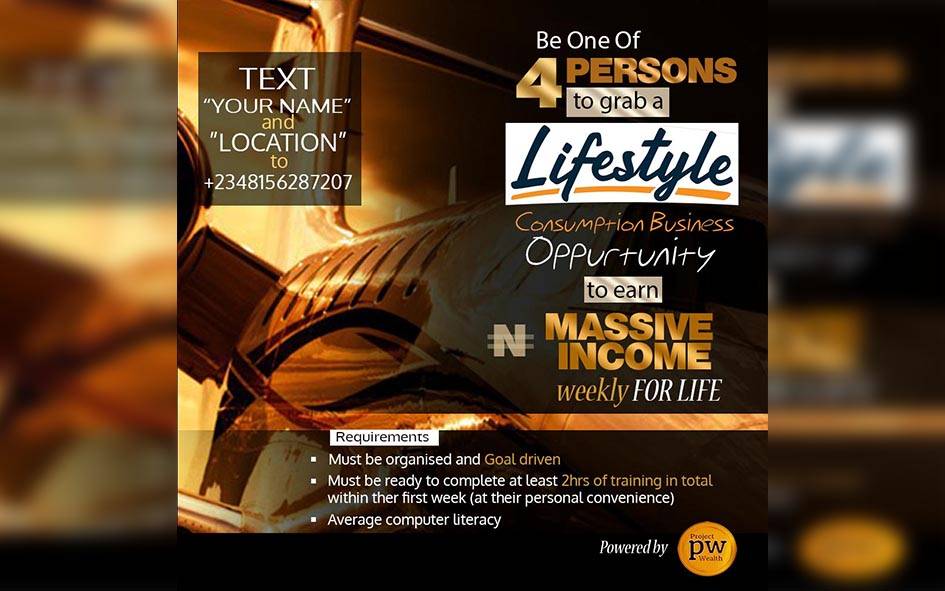 TEXT
“YOUR NAME”
and
"LOCATION”
to
+2348156287207
Be One Of
4 PERSONS
to grab a
Lifestyle
Consumption Business
Oppurtunity
to earn
₦ MASSIVE
INCOME
weekly FOR LIFE
Requirements
▪ Must be organised and Goal driven
▪ Must be ready to complete at least 2hrs of training in total
within ther first week (at their personal convenience)
▪ Average computer literacy
Powered by
Project
pw
Wealth